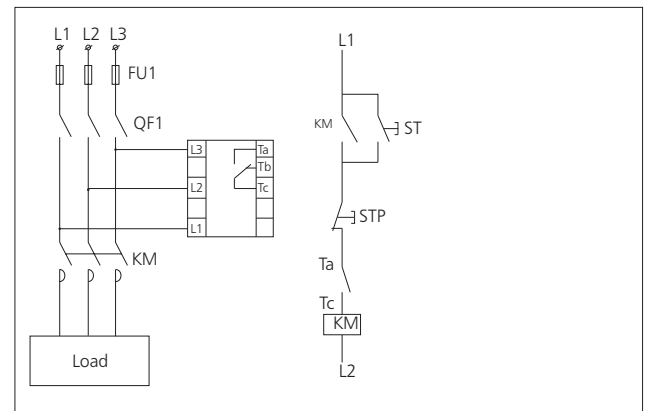 L1 L2 L3
FU1
QF1
L3 Ta
Tb
L2 Tc
L1
KM
Load
L1
KM ST
STP
Ta
Tc
KM
L2